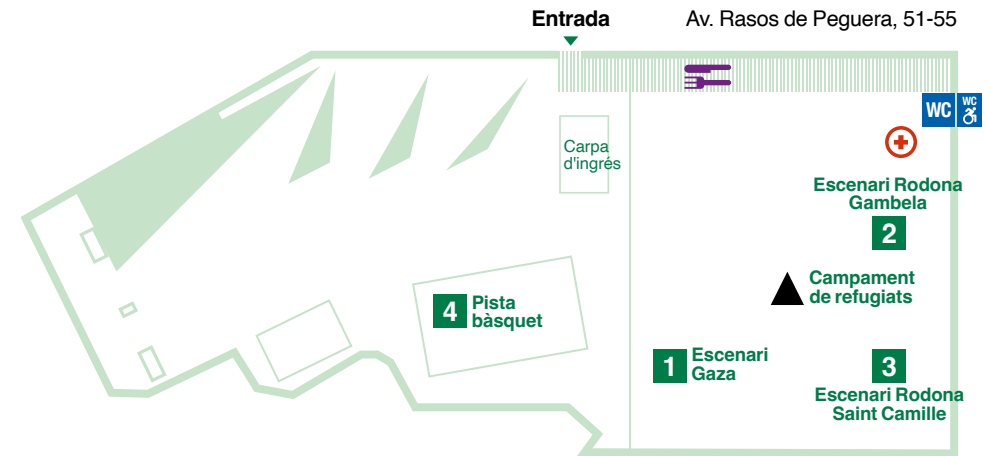 Entrada
Av. Rasos de Peguera, 51-55
WC
WC
Carpa
d'ingrés
Escenari Rodona
Gambela
2
Campament
de refugiats
4
Pista
bàsquet
1
Escenari
Gaza
3
Escenari Rodona
Saint Camille